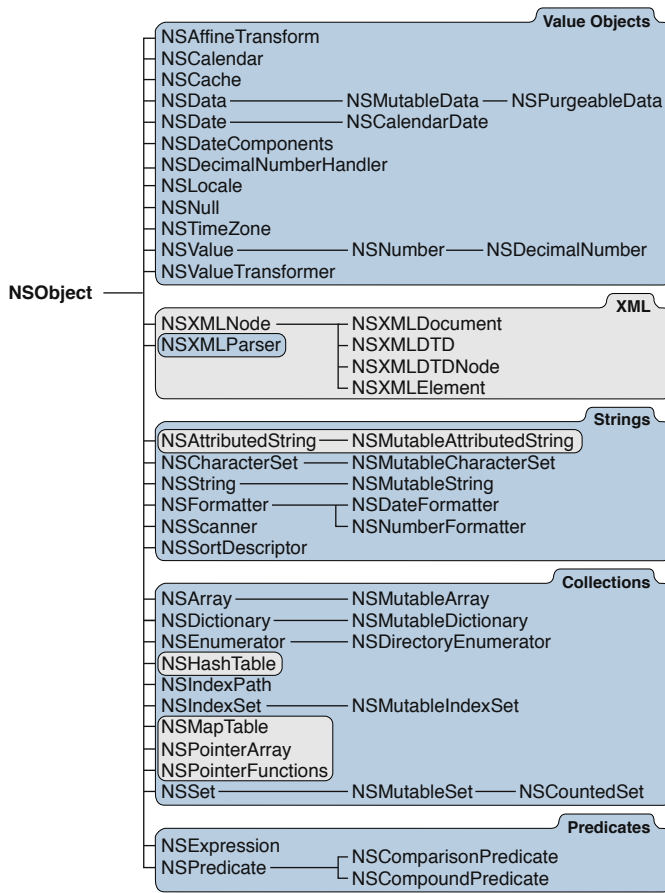 Value Objects
NSAffineTransform
NSCalendar
NSCache
NSData NSMutableData NSPurgeableData
NSDate NSCalendarDate
NSDateComponents
NSDecimalNumberHandler
NSLocale
NSNull
NSTimeZone
NSValue NSNumber NSDecimalNumber
NSValueTransformer
NSObject
XML
NSXMLNode NSXMLDocument
NSXMLParser NSXMLDTD
NSXMLDTDNode
NSXMLElement
Strings
NSAttributedString NSMutableAttributedString
NSCharacterSet NSMutableCharacterSet
NSString NSMutableString
NSFormatter NSDateFormatter
NSScanner NSNumberFormatter
NSSortDescriptor
Collections
NSArray NSMutableArray
NSDictionary NSMutableDictionary
NSEnumerator NSDirectoryEnumerator
NSHashTable
NSIndexPath
NSIndexSet NSMutableIndexSet
NSMapTable
NSPointerArray
NSPointerFunctions
NSSet NSMutableSet NSCountedSet
Predicates
NSExpression
NSPredicate NSComparisonPredicate
NSCompoundPredicate